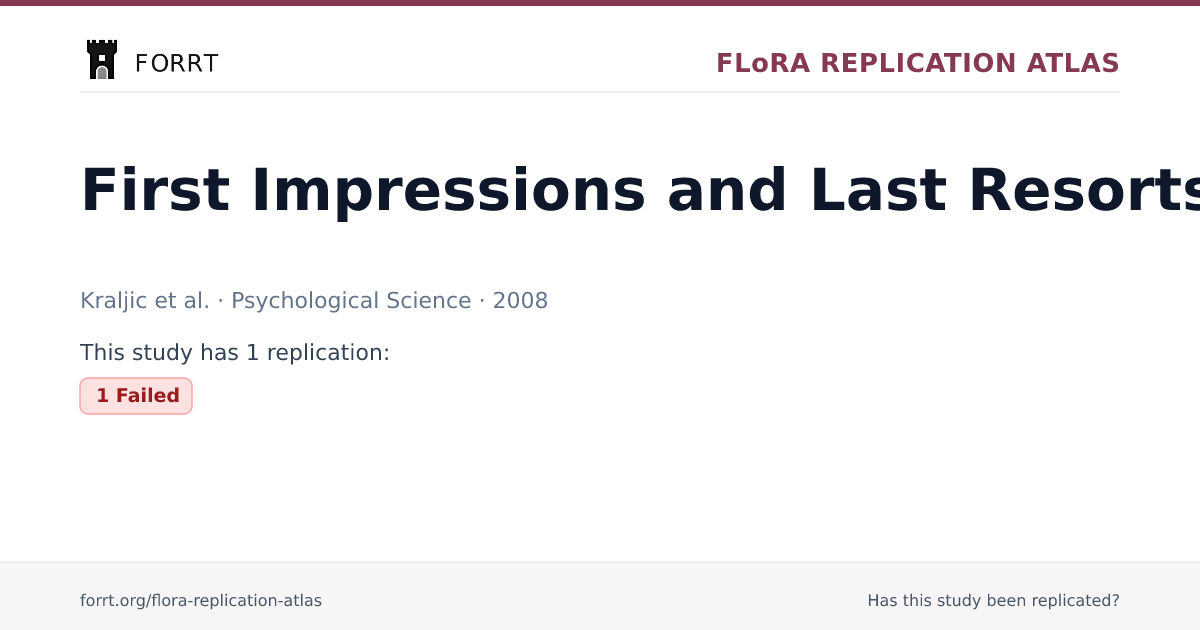 FORRT
FLoRA REPLICATION ATLAS
First Impressions and Last Resorts
Kraljic et al. · Psychological Science · 2008
This study has 1 replication:
1 Failed
forrt.org/flora-replication-atlas
Has this study been replicated?